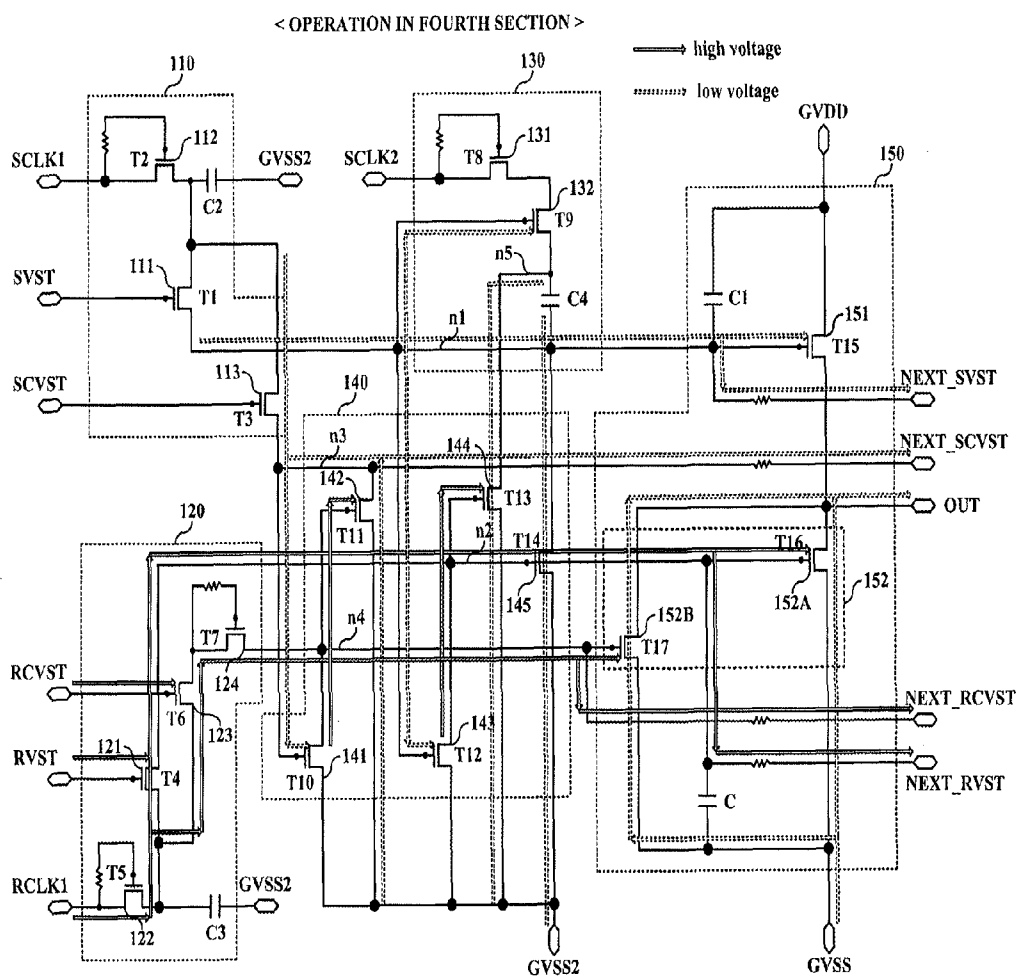 < OPERATION IN FOURTH SECTION >
high voltage
low voltage
110
130
GVDD
112
131
150
SCLK1
T2
GVSS2
SCLK2
T8
132
C2
T9
111
n5
SVST
T1
C4
C1
151
n1
T15
113
NEXT_SVST
SCVST
140
T3
n3
144
NEXT_SCVST
142
T13
OUT
120
T11
n2
T14
T16
145
152A
152
152B
n4
T7
T17
124
RCVST
NEXT_RCVST
T6
123
143
121
141
T12
RVST
T4
T10
NEXT_RVST
C
T5
RCLK1
GVSS2
122
C3
GVSS2
GVSS